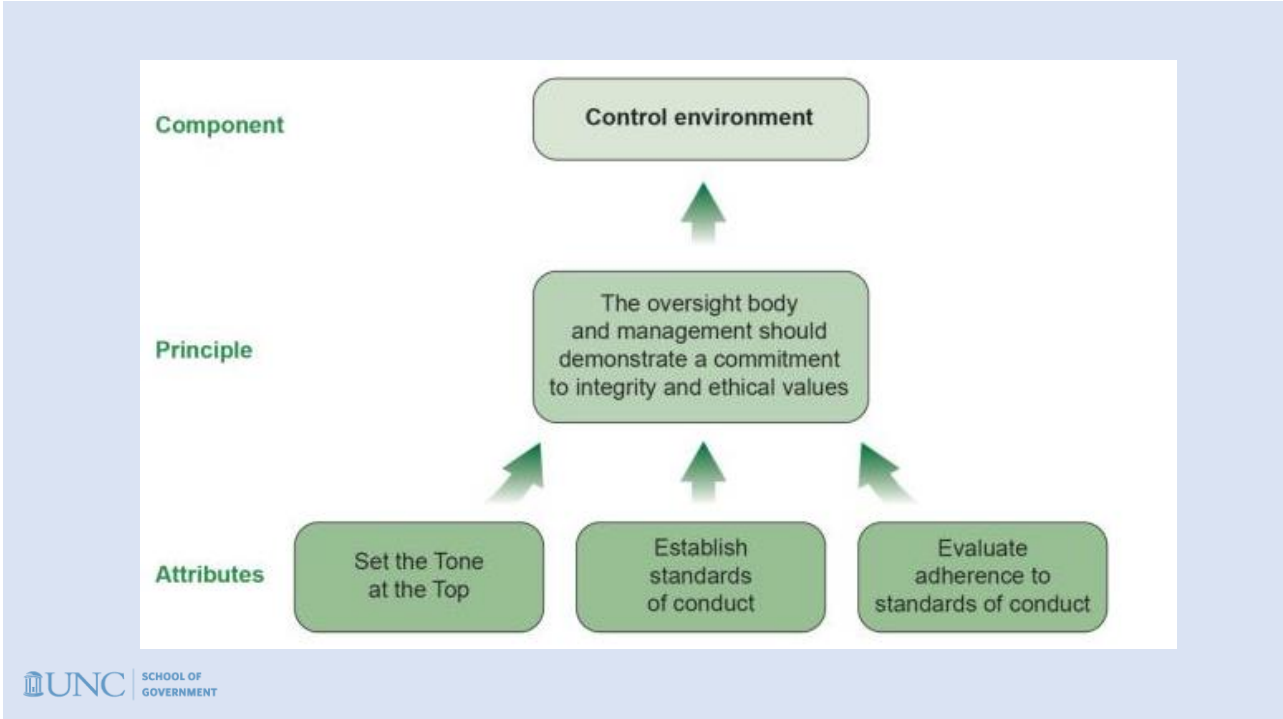 Component
Control environment
Principle
The oversight body
and management should
demonstrate a commitment
to integrity and ethical values
Attributes
Set the Tone
at the Top
Establish
standards
of conduct
Evaluate
adherence to
standards of conduct
UNC
SCHOOL OF
GOVERNMENT